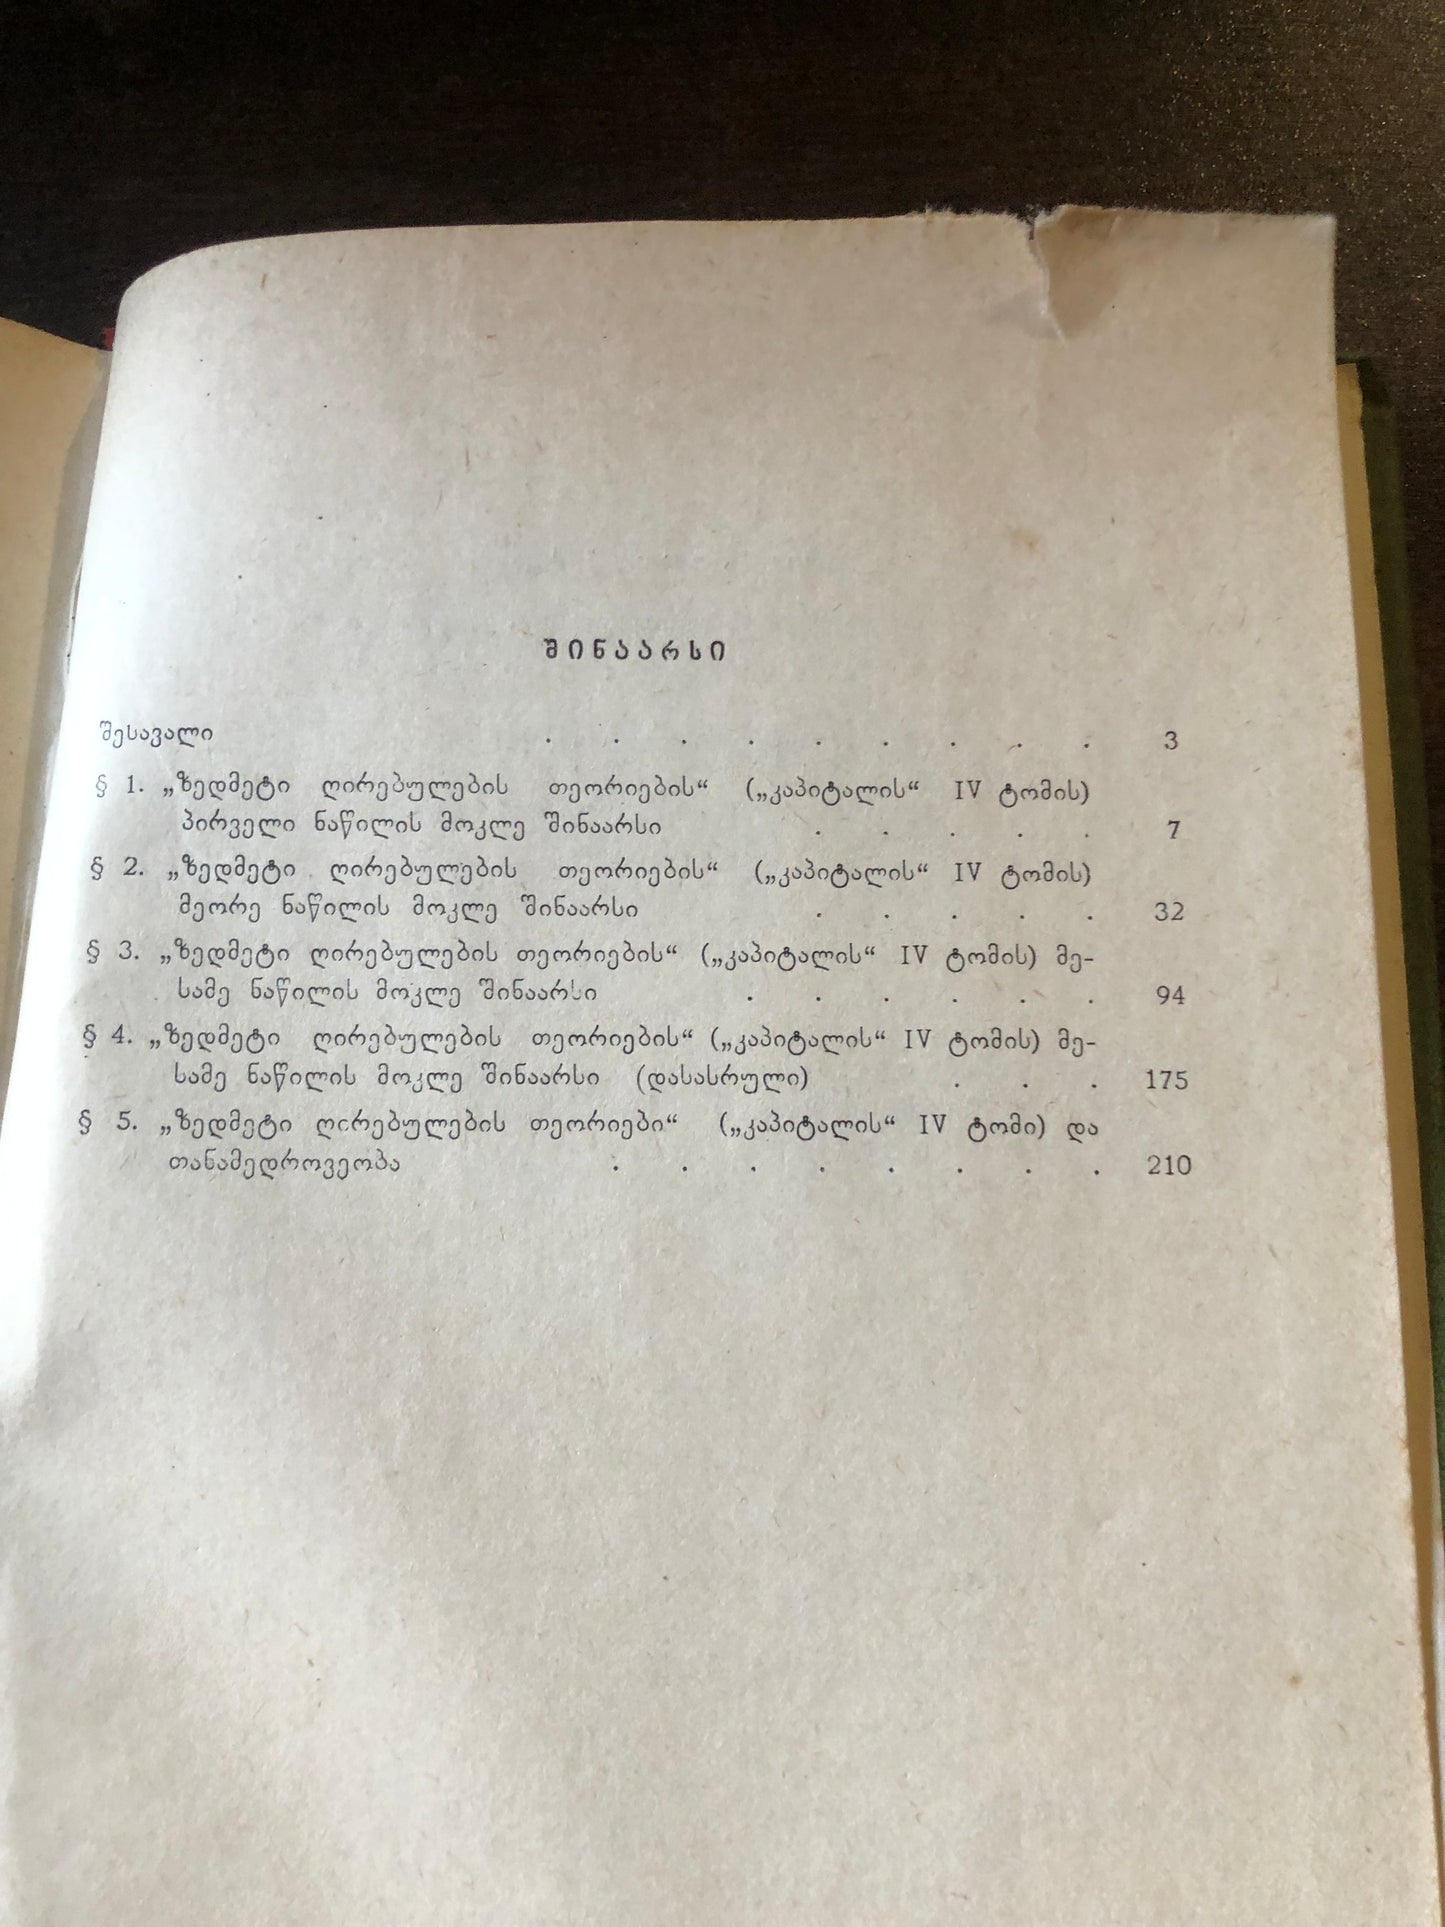 შინაარსი
შესავალი . . . . . . . . . 3
§ 1. „ზედმეტი ღირებულების თეორიების“ („კაპიტალის“ IV ტომის)
პირველი ნაწილის მოკლე შინაარსი . . . . . 7
§ 2. „ზედმეტი ღირებულების თეორიების“ („კაპიტალის“ IV ტომის)
მეორე ნაწილის მოკლე შინაარსი . . . . . 32
§ 3. „ზედმეტი ღირებულების თეორიების“ („კაპიტალის“ IV ტომის) მე-
სამე ნაწილის მოკლე შინაარსი . . . . . . 94
§ 4. „ზედმეტი ღირებულების თეორიების“ („კაპიტალის“ IV ტომის) მე-
სამე ნაწილის მოკლე შინაარსი (დასასრული) . . . 175
§ 5. „ზედმეტი ღირებულების თეორიები“ („კაპიტალის“ IV ტომი) და
თანამედროვეობა . . . . . . . . 210